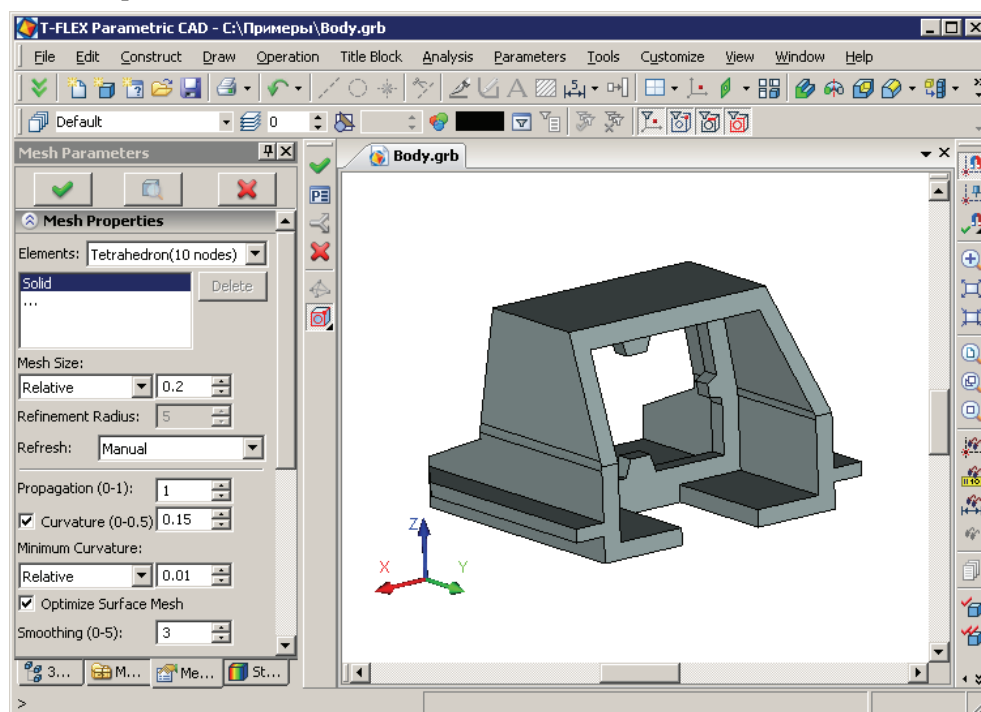 T-FLEX Parametric CAD - C:\Примеры\Body.grb
File Edit Construct Draw Operation Title Block Analysis Parameters Tools Customize View Window Help
Default 0
Mesh Parameters
Body.grb
Mesh Properties
Elements: Tetrahedron(10 nodes)
Solid
Delete
...
Mesh Size:
Relative 0.2
Refinement Radius: 5
Refresh: Manual
Propagation (0-1): 1
Curvature (0-0.5) 0.15
Minimum Curvature:
Relative 0.01
Optimize Surface Mesh
Smoothing (0-5): 3
Z
X Y
3... M... Me... St...
>